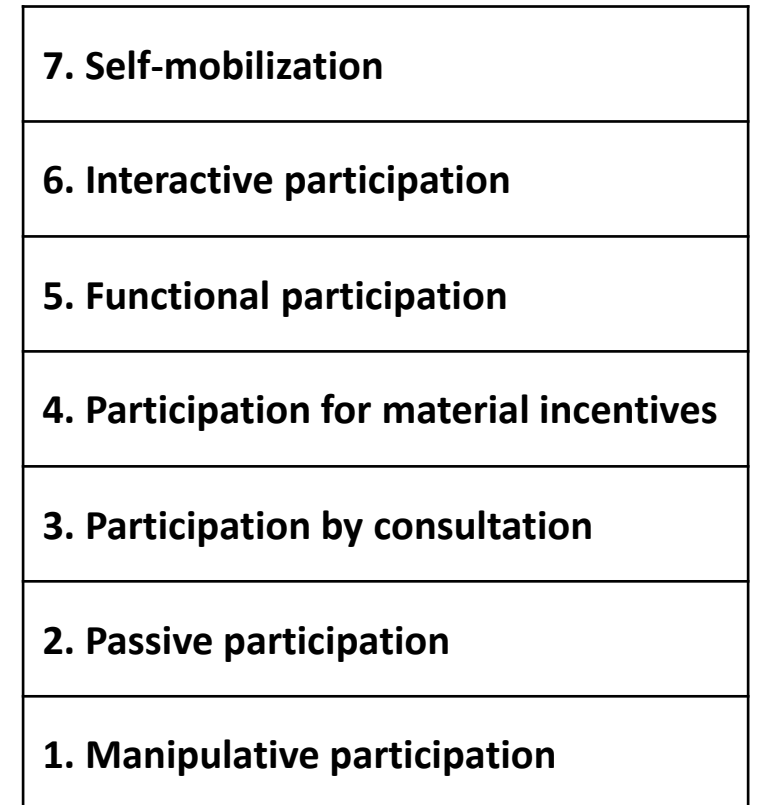 7. Self-mobilization
6. Interactive participation
5. Functional participation
4. Participation for material incentives
3. Participation by consultation
2. Passive participation
1. Manipulative participation